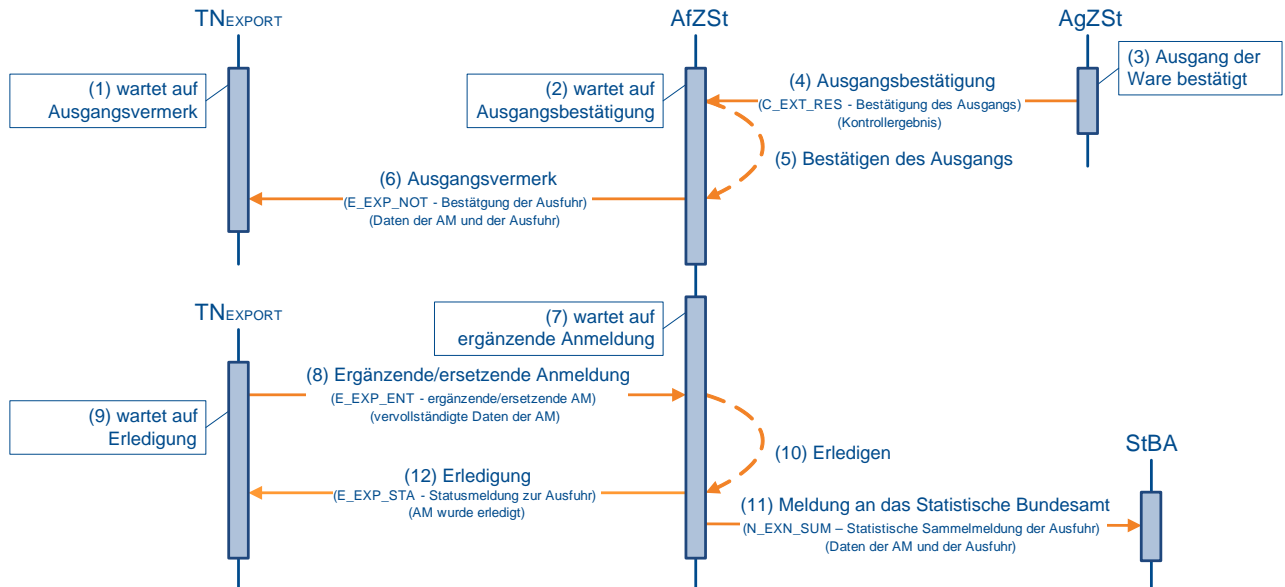 TNEXPORT
AfZSt
AgZSt
(1) wartet auf
Ausgangsvermerk
(2) wartet auf
Ausgangsbestätigung
(3) Ausgang der
Ware bestätigt
(4) Ausgangsbestätigung
(C_EXT_RES - Bestätigung des Ausgangs)
(Kontrollergebnis)
(5) Bestätigen des Ausgangs
(6) Ausgangsvermerk
(E_EXP_NOT - Bestätgung der Ausfuhr)
(Daten der AM und der Ausfuhr)
TNEXPORT
(7) wartet auf
ergänzende Anmeldung
(8) Ergänzende/ersetzende Anmeldung
(E_EXP_ENT - ergänzende/ersetzende AM)
(vervollständigte Daten der AM)
(9) wartet auf
Erledigung
(10) Erledigen
StBA
(12) Erledigung
(E_EXP_STA - Statusmeldung zur Ausfuhr)
(AM wurde erledigt)
(11) Meldung an das Statistische Bundesamt
(N_EXN_SUM – Statistische Sammelmeldung der Ausfuhr)
(Daten der AM und der Ausfuhr)